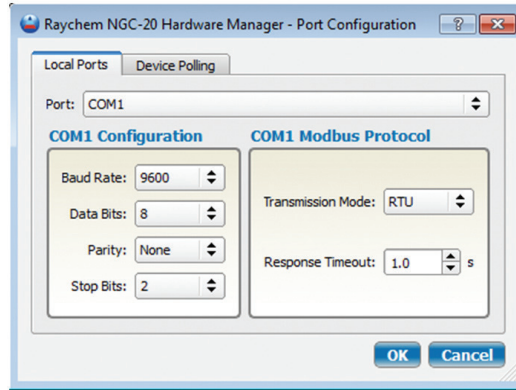 Raychem NGC-20 Hardware Manager - Port Configuration
Local Ports Device Polling
Port: COM1
COM1 Configuration COM1 Modbus Protocol
Baud Rate: 9600
Data Bits: 8
Parity: None
Stop Bits: 2
Transmission Mode: RTU
Response Timeout: 1.0 s
OK Cancel